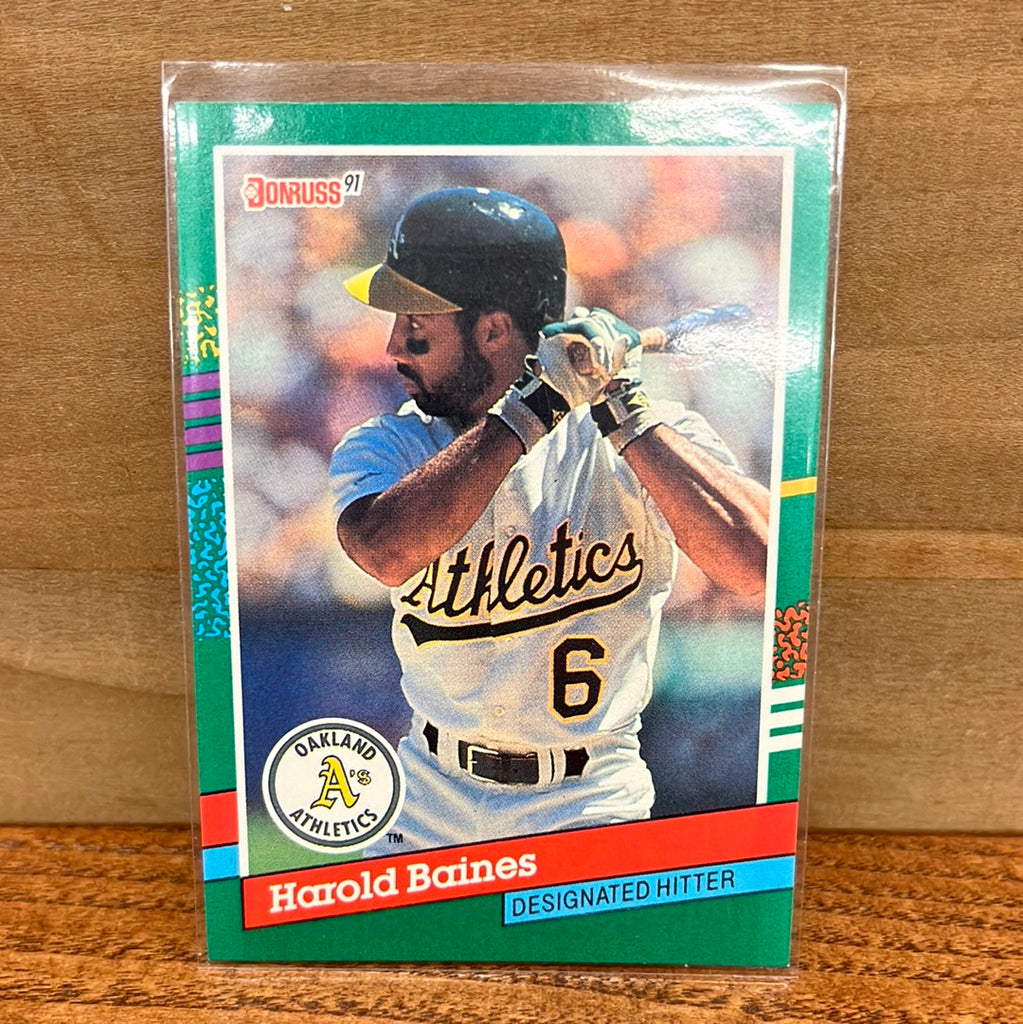 DONRUSS 91
Athletics
6
OAKLAND
A's
ATHLETICS
TM
Harold Baines
DESIGNATED HITTER